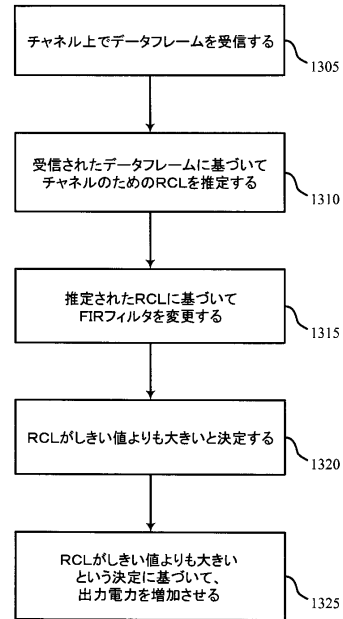 チャネル上でデータフレームを受信する
1305
受信されたデータフレームに基づいて
チャネルのためのRCLを推定する
1310
推定されたRCLに基づいて
FIRフィルタを変更する
1315
RCLがしきい値よりも大きいと決定する
1320
RCLがしきい値よりも大きい
という決定に基づいて、
出力電力を増加させる
1325